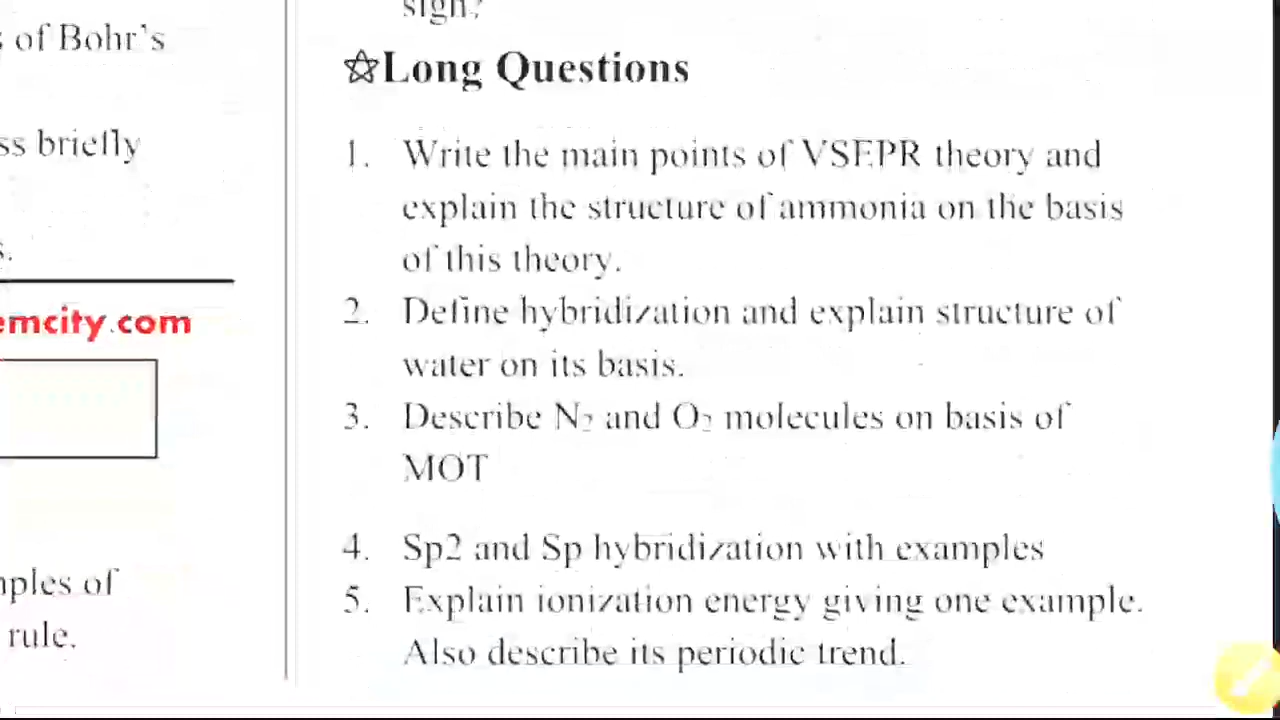 s of Bohr's
ss briefly
s.
emcity.com
nples of
rule.
sign?
☆Long Questions
1. Write the main points of VSEPR theory and
explain the structure of ammonia on the basis
of this theory.
2. Define hybridization and explain structure of
water on its basis.
3. Describe N₂ and O₂ molecules on basis of
MOT
4. Sp2 and Sp hybridization with examples
5. Explain ionization energy giving one example.
Also describe its periodic trend.